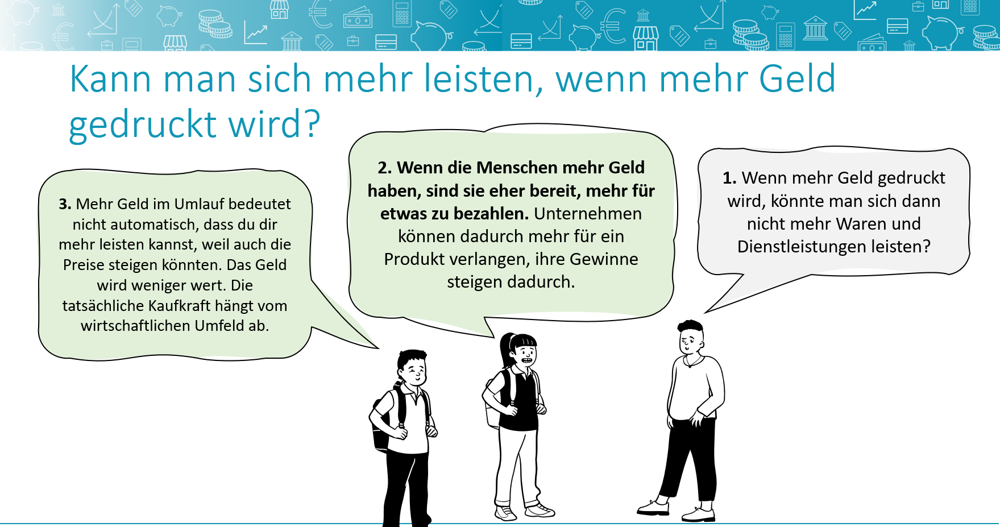 Kann man sich mehr leisten, wenn mehr Geld
gedruckt wird?
1. Wenn mehr Geld gedruckt
wird, könnte man sich dann
nicht mehr Waren und
Dienstleistungen leisten?
2. Wenn die Menschen mehr Geld
haben, sind sie eher bereit, mehr für
etwas zu bezahlen. Unternehmen
können dadurch mehr für ein
Produkt verlangen, ihre Gewinne
steigen dadurch.
3. Mehr Geld im Umlauf bedeutet
nicht automatisch, dass du dir
mehr leisten kannst, weil auch die
Preise steigen könnten. Das Geld
wird weniger wert. Die
tatsächliche Kaufkraft hängt vom
wirtschaftlichen Umfeld ab.